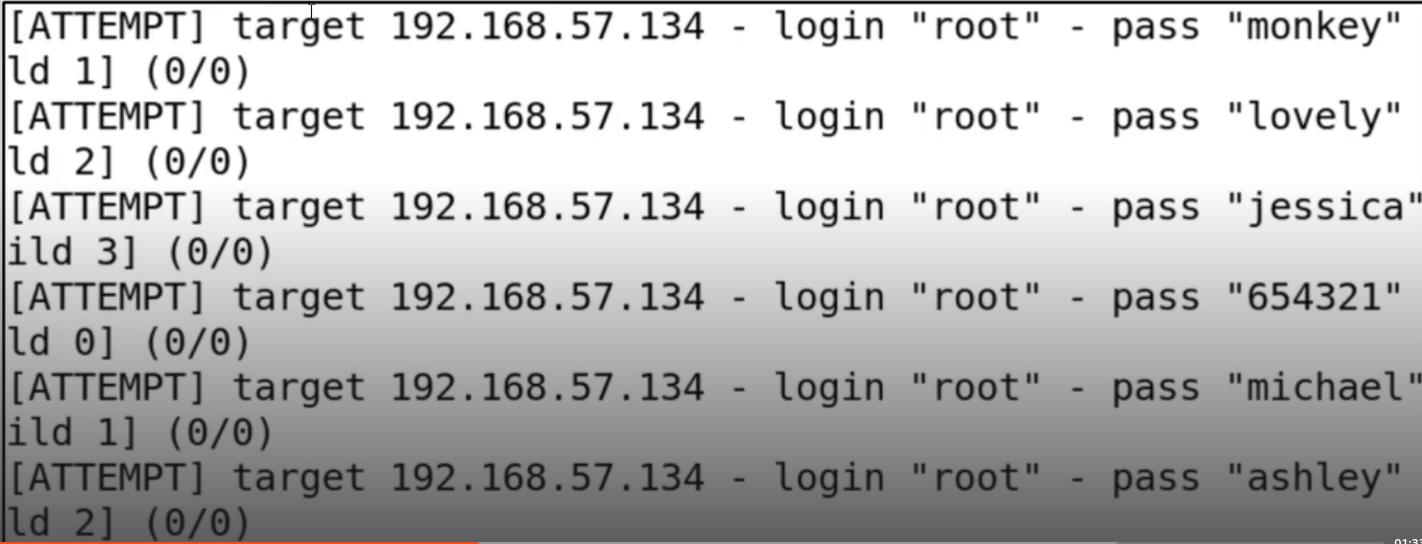 [ATTEMPT] target 192.168.57.134 - login "root" - pass "monkey"
ld 1] (0/0)
[ATTEMPT] target 192.168.57.134 - login "root" - pass "lovely"
ld 2] (0/0)
[ATTEMPT] target 192.168.57.134 - login "root" - pass "jessica"
ild 3] (0/0)
[ATTEMPT] target 192.168.57.134 - login "root" - pass "654321"
ld 0] (0/0)
[ATTEMPT] target 192.168.57.134 - login "root" - pass "michael"
ild 1] (0/0)
[ATTEMPT] target 192.168.57.134 - login "root" - pass "ashley"
ld 2] (0/0)